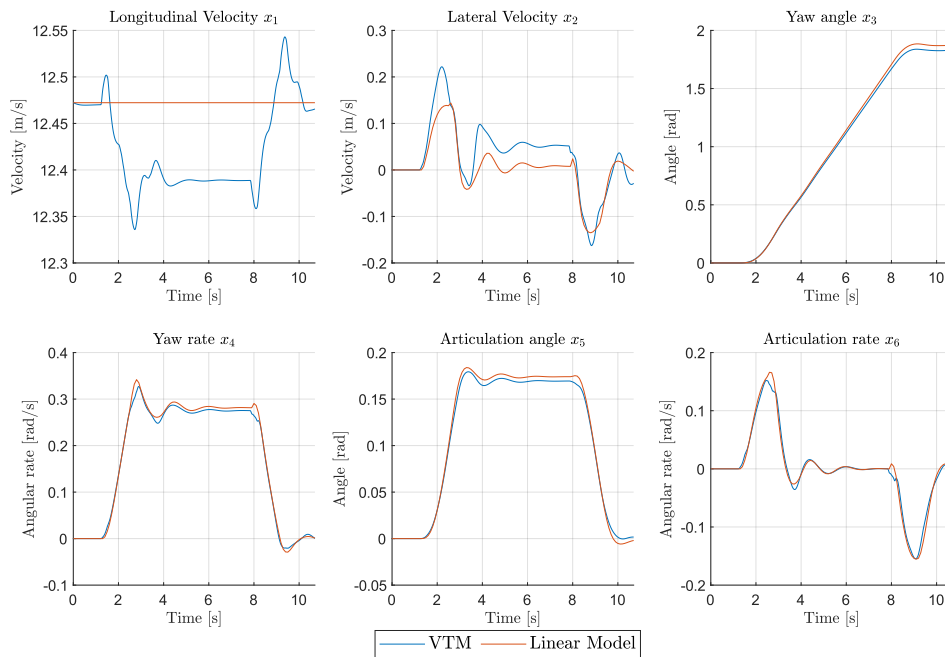 Longitudinal Velocity x₁
Velocity [m/s]
12.55
12.5
12.45
12.4
12.35
12.3
0 2 4 6 8 10
Time [s]
Lateral Velocity x₂
Velocity [m/s]
0.3
0.2
0.1
0
-0.1
-0.2
0 2 4 6 8 10
Time [s]
Yaw angle x₃
Angle [rad]
2
1.5
1
0.5
0
0 2 4 6 8 10
Time [s]
Yaw rate x₄
Angular rate [rad/s]
0.4
0.3
0.2
0.1
0
-0.1
0 2 4 6 8 10
Time [s]
Articulation angle x₅
Angle [rad]
0.2
0.15
0.1
0.05
0
-0.05
0 2 4 6 8 10
Time [s]
Articulation rate x₆
Angular rate [rad/s]
0.2
0.1
0
-0.1
-0.2
0 2 4 6 8 10
Time [s]
VTM Linear Model